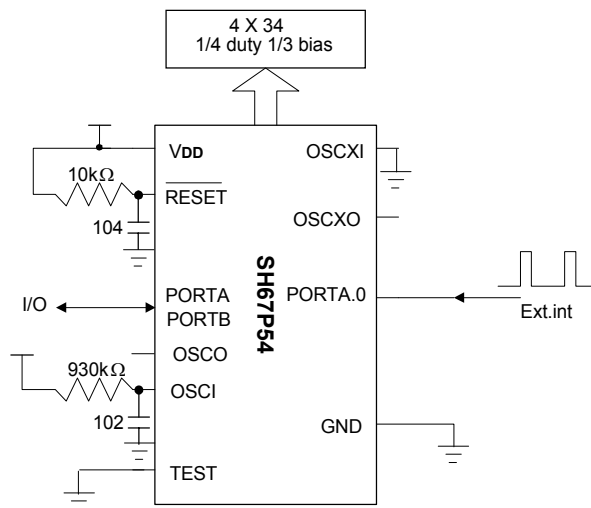 4 X 34
1/4 duty 1/3 bias
VDD
OSCXI
10kΩ
RESET
104
OSCXO
SH67P54
I/O
PORTA
PORTB
PORTA.0
Ext.int
OSCO
930kΩ
OSCI
102
GND
TEST